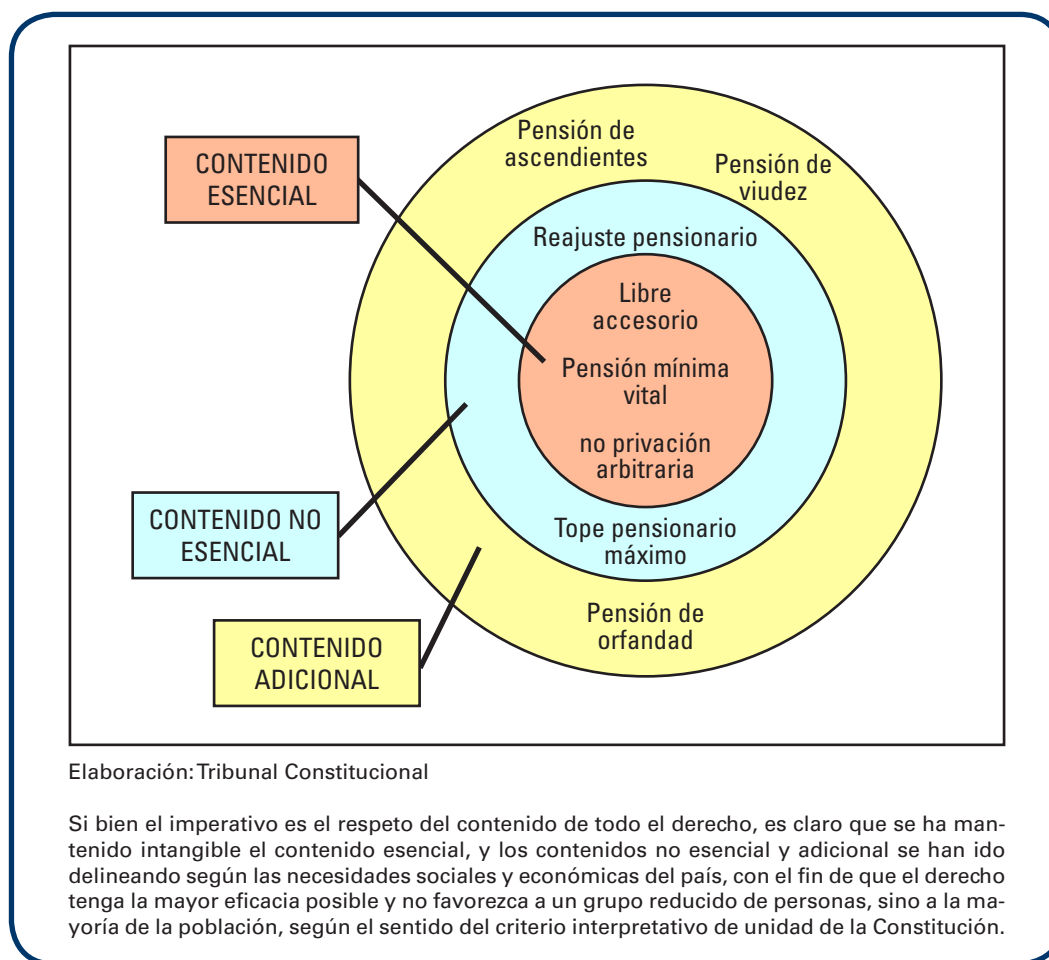 CONTENIDO
ESENCIAL
CONTENIDO NO
ESENCIAL
CONTENIDO
ADICIONAL
Pensión de
ascendientes
Pensión de
viudez
Reajuste pensionario
Libre
accesorio
Pensión mínima
vital
no privación
arbitraria
Tope pensionario
máximo
Pensión de
orfandad
Elaboración: Tribunal Constitucional
Si bien el imperativo es el respeto del contenido de todo el derecho, es claro que se ha man-
tenido intangible el contenido esencial, y los contenidos no esencial y adicional se han ido
delineando según las necesidades sociales y económicas del país, con el fin de que el derecho
tenga la mayor eficacia posible y no favorezca a un grupo reducido de personas, sino a la ma-
yoría de la población, según el sentido del criterio interpretativo de unidad de la Constitución.